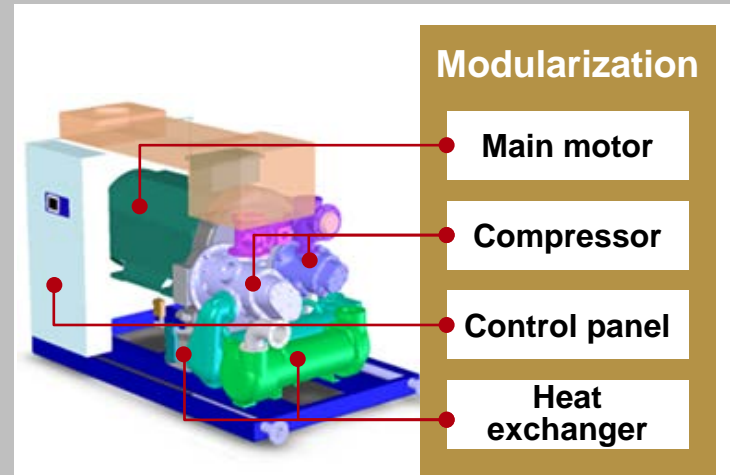 Modularization
Main motor
Compressor
Control panel
Heat
exchanger